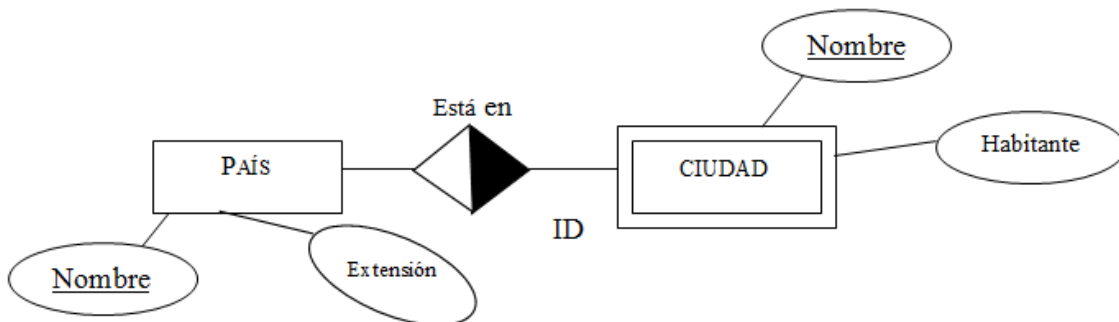 Nombre
Está en
PAÍS
CIUDAD
Habitante
ID
Nombre
Extensión